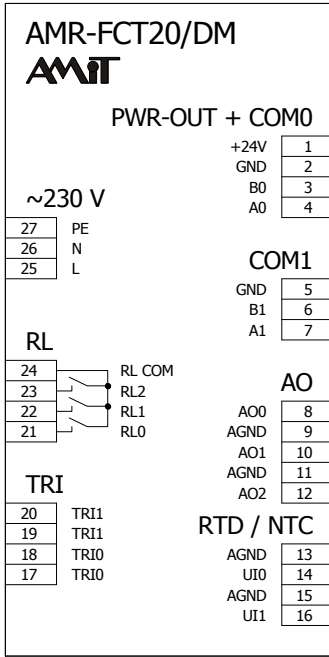 AMR-FCT20/DM
AMiT
PWR-OUT + COM0
+24V 1
GND 2
B0 3
A0 4
~230 V
27 PE
26 N
25 L
COM1
GND 5
B1 6
A1 7
RL
24 RL COM
23 RL2
22 RL1
21 RL0
AO
AO0 8
AGND 9
AO1 10
AGND 11
AO2 12
TRI
20 TRI1
19 TRI1
18 TRI0
17 TRI0
RTD / NTC
AGND 13
UI0 14
AGND 15
UI1 16